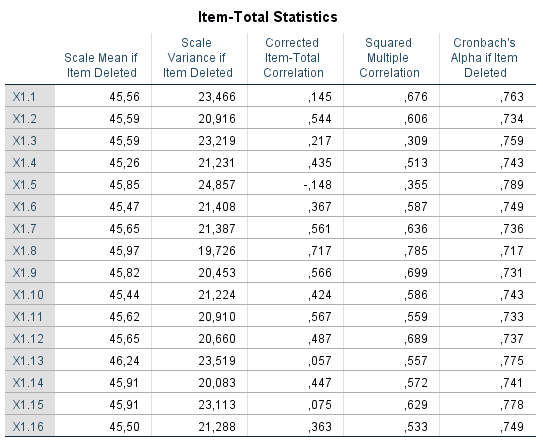 Item-Total Statistics
Scale Mean if Item Deleted | Scale Variance if Item Deleted | Corrected Item-Total Correlation | Squared Multiple Correlation | Cronbach's Alpha if Item Deleted
X1.1 45,56 23,466 ,145 ,676 ,763
X1.2 45,59 20,916 ,544 ,606 ,734
X1.3 45,59 23,219 ,217 ,309 ,759
X1.4 45,26 21,231 ,435 ,513 ,743
X1.5 45,85 24,857 -,148 ,355 ,789
X1.6 45,47 21,408 ,367 ,587 ,749
X1.7 45,65 21,387 ,561 ,636 ,736
X1.8 45,97 19,726 ,717 ,785 ,717
X1.9 45,82 20,453 ,566 ,699 ,731
X1.10 45,44 21,224 ,424 ,586 ,743
X1.11 45,62 20,910 ,567 ,559 ,733
X1.12 45,65 20,660 ,487 ,689 ,737
X1.13 46,24 23,519 ,057 ,557 ,775
X1.14 45,91 20,083 ,447 ,572 ,741
X1.15 45,91 23,113 ,075 ,629 ,778
X1.16 45,50 21,288 ,363 ,533 ,749